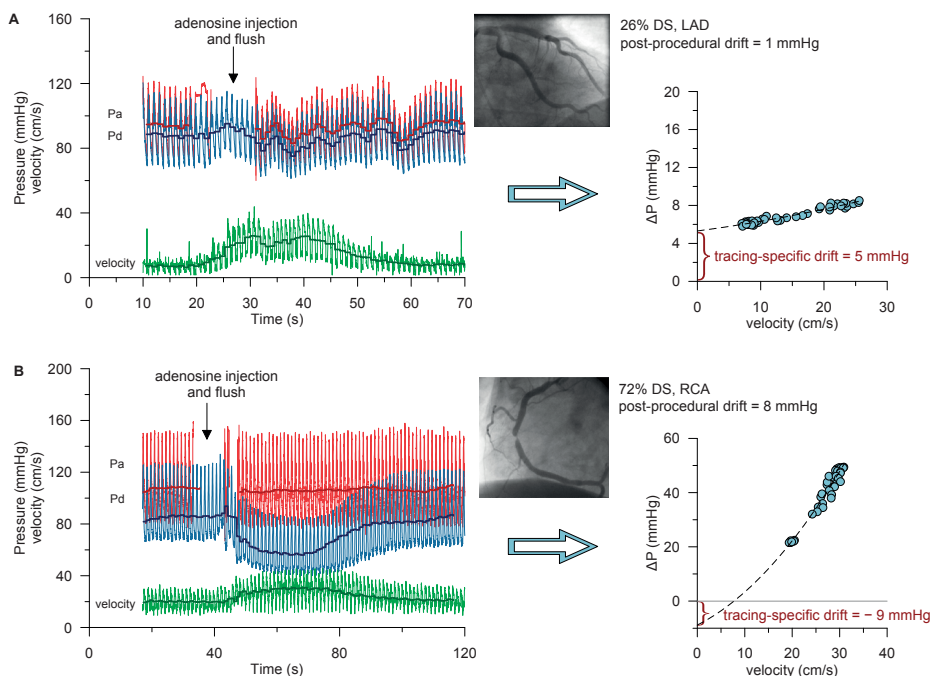 A
adenosine injection
and flush
Pressure (mmHg)
velocity (cm/s)
160
120
80
40
0
Pa
Pd
velocity
0 10 20 30 40 50 60 70
Time (s)
26% DS, LAD
post-procedural drift = 1 mmHg
ΔP (mmHg)
20
16
12
8
4
0
tracing-specific drift = 5 mmHg
0 10 20 30
velocity (cm/s)
B
adenosine injection
and flush
Pressure (mmHg)
velocity (cm/s)
200
160
120
80
40
0
Pa
Pd
velocity
0 20 40 60 80 100 120
Time (s)
72% DS, RCA
post-procedural drift = 8 mmHg
ΔP (mmHg)
60
40
20
0
tracing-specific drift = − 9 mmHg
0 10 20 30 40
velocity (cm/s)